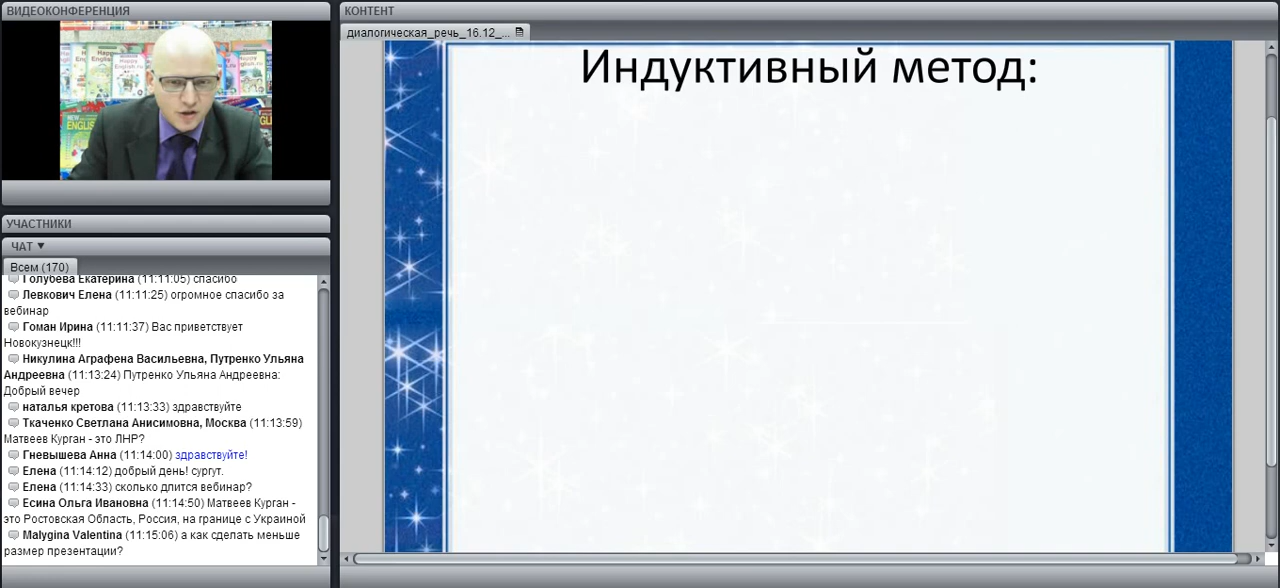 ВИДЕОКОНФЕРЕНЦИЯ
Happy
English
NEW
УЧАСТНИКИ
ЧАТ ▼
Всем (170)
Голубева Екатерина (11:11:05) спасибо
Левкович Елена (11:11:25) огромное спасибо за
вебинар
Гоман Ирина (11:11:37) Вас приветствует
Новокузнецк!!!
Никулина Аграфена Васильевна, Путренко Ульяна
Андреевна (11:13:24) Путренко Ульяна Андреевна:
Добрый вечер
наталья кретова (11:13:33) здравствуйте
Ткаченко Светлана Анисимовна, Москва (11:13:59)
Матвеев Курган - это ЛНР?
Гневышева Анна (11:14:00) здравствуйте!
Елена (11:14:12) добрый день! сургут.
Елена (11:14:33) сколько длится вебинар?
Есина Ольга Ивановна (11:14:50) Матвеев Курган -
это Ростовская Область, Россия, на границе с Украиной
Malygina Valentina (11:15:06) а как сделать меньше
размер презентации?
КОНТЕНТ
диалогическая_речь_16.12_...
Индуктивный метод: